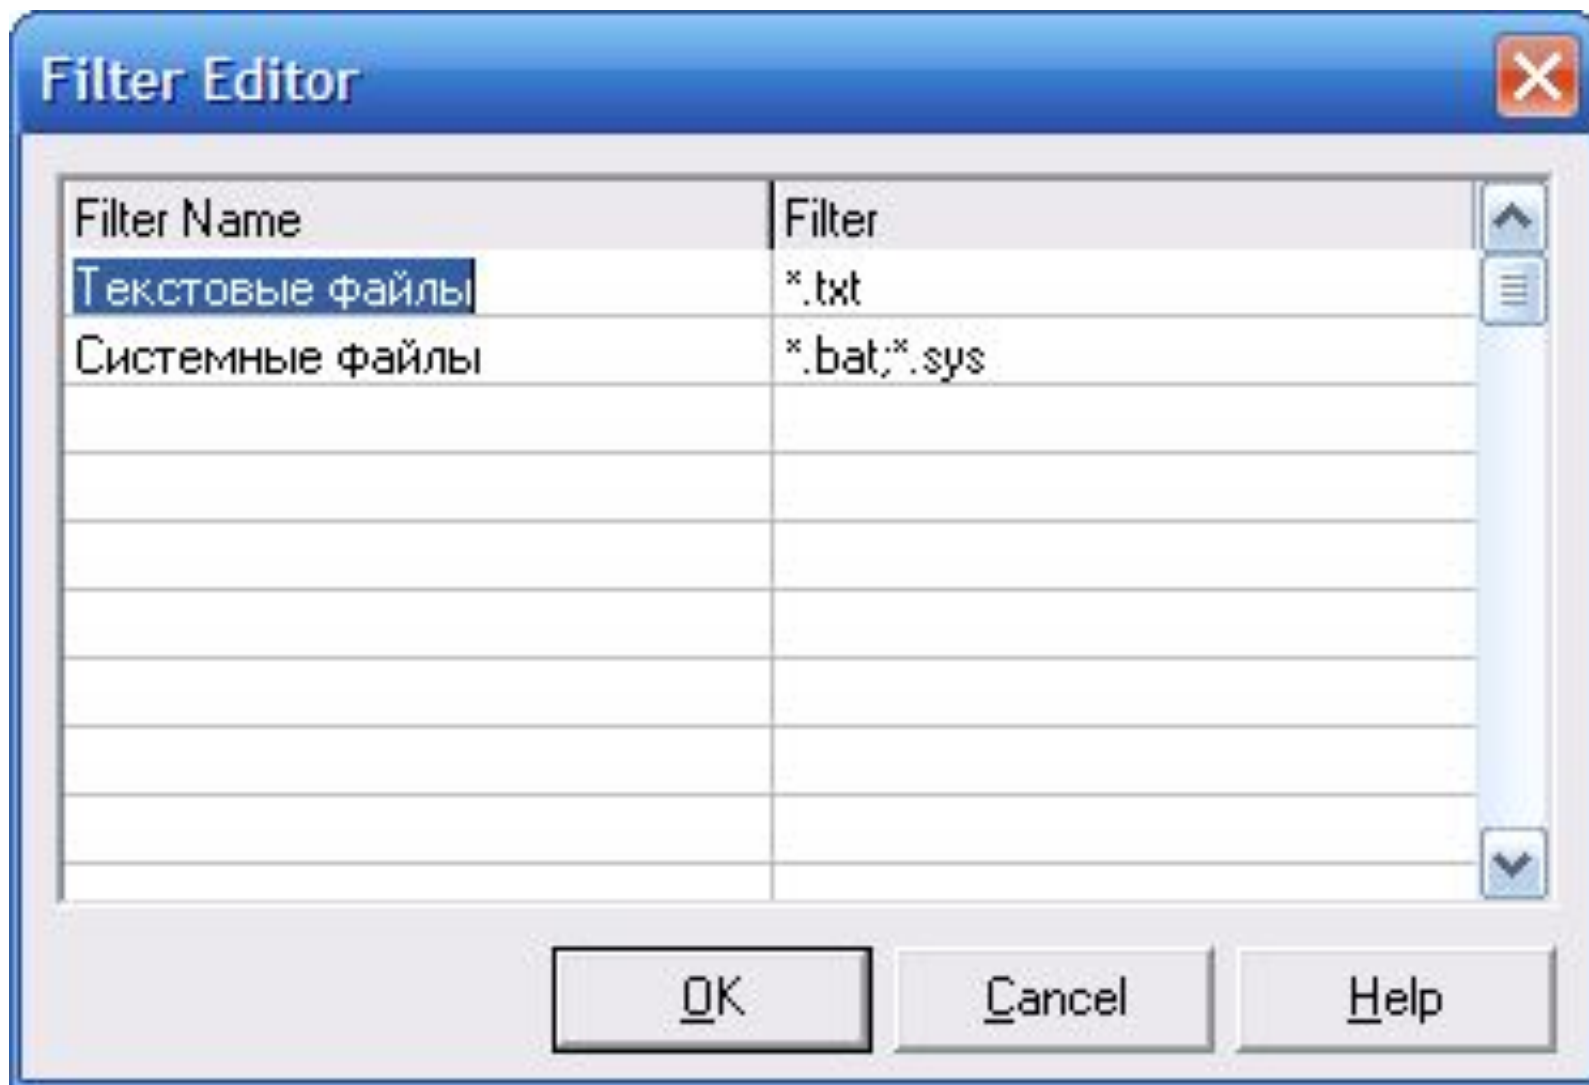 Filter Editor
Filter Name Filter
Текстовые файлы *.txt
Системные файлы *.bat;*.sys
OK Cancel Help